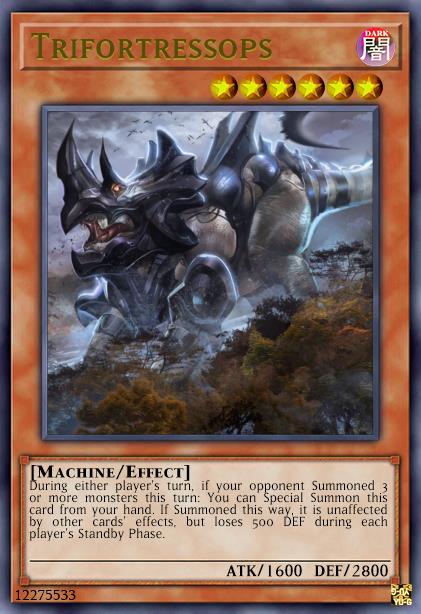 Trifortressops
DARK
闇
[Machine/Effect]
During either player's turn, if your opponent Summoned 3
or more monsters this turn: You can Special Summon this
card from your hand. If Summoned this way, it is unaffected
by other cards' effects, but loses 500 DEF during each
player's Standby Phase.
ATK/1600 DEF/2800
12275533